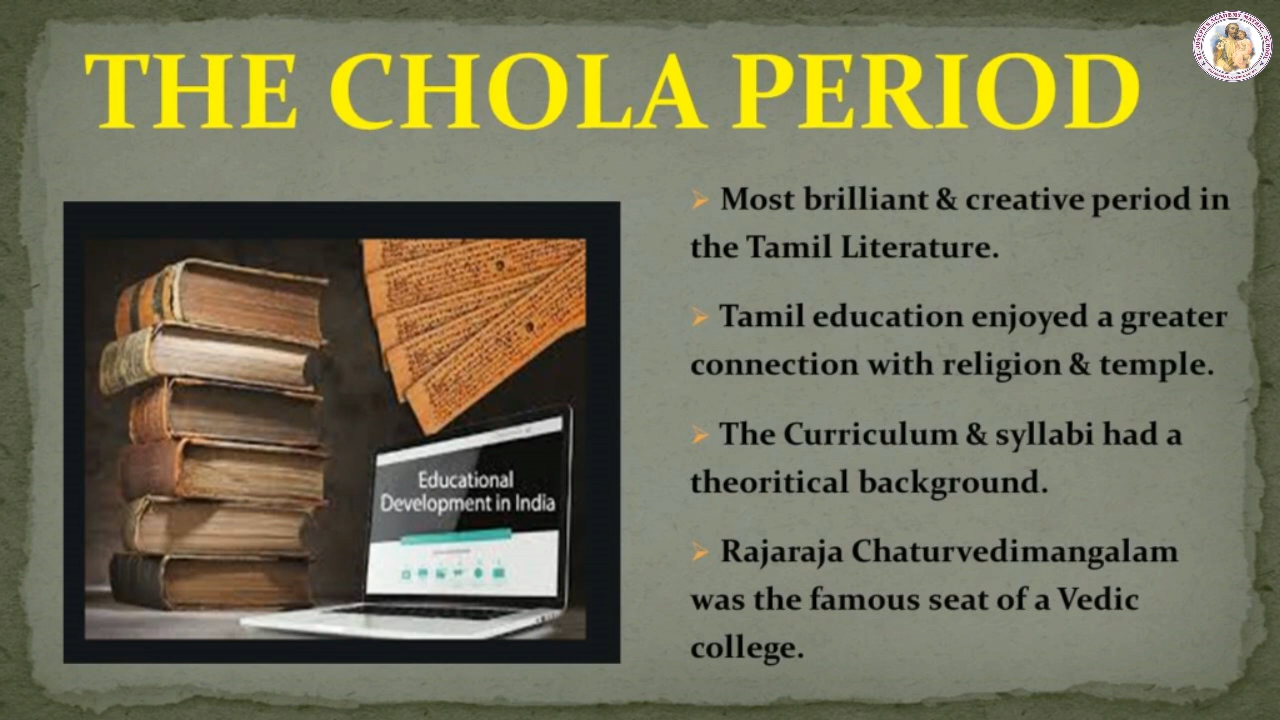 THE CHOLA PERIOD
➢ Most brilliant & creative period in
the Tamil Literature.
➢ Tamil education enjoyed a greater
connection with religion & temple.
➢ The Curriculum & syllabi had a
theoritical background.
➢ Rajaraja Chaturvedimangalam
was the famous seat of a Vedic
college.
Educational
Development in India